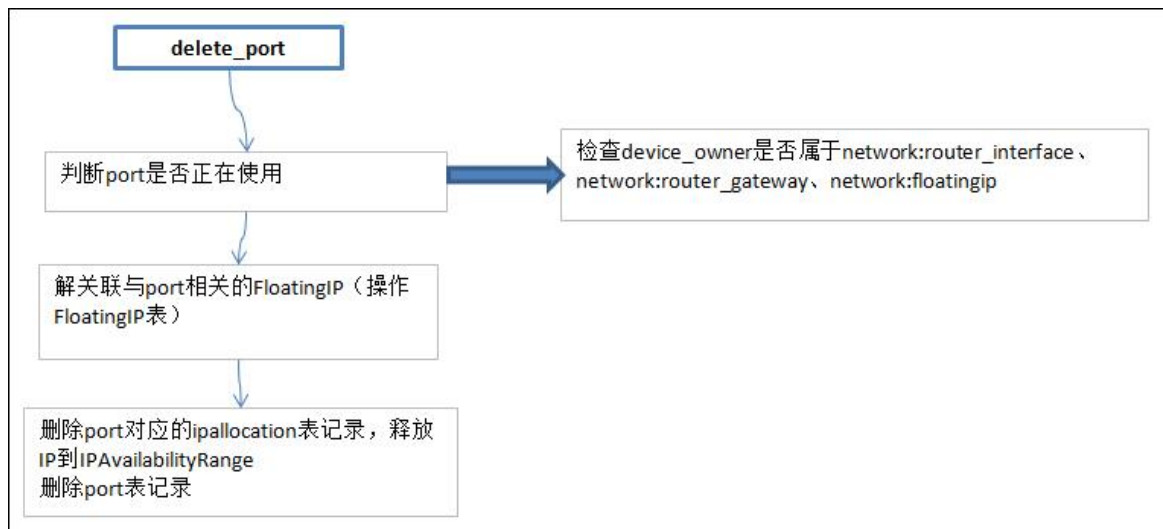 delete_port
判断port是否正在使用
检查device_owner是否属于network:router_interface、
network:router_gateway、network:floatingip
解关联与port相关的FloatingIP（操作
FloatingIP表）
删除port对应的ipallocation表记录，释放
IP到IPAvailabilityRange
删除port表记录